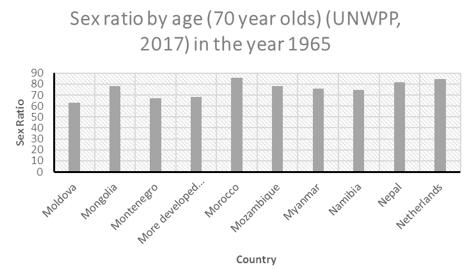 Sex ratio by age (70 year olds) (UNWPP,
2017) in the year 1965
90
80
70
60
50
40
30
20
10
0
Sex Ratio
Moldova
Mongolia
Montenegro
More developed...
Morocco
Mozambique
Myanmar
Namibia
Nepal
Netherlands
Country